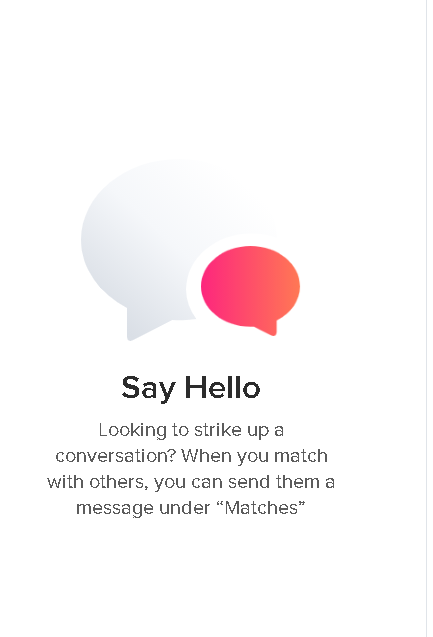 Say Hello
Looking to strike up a
conversation? When you match
with others, you can send them a
message under “Matches”